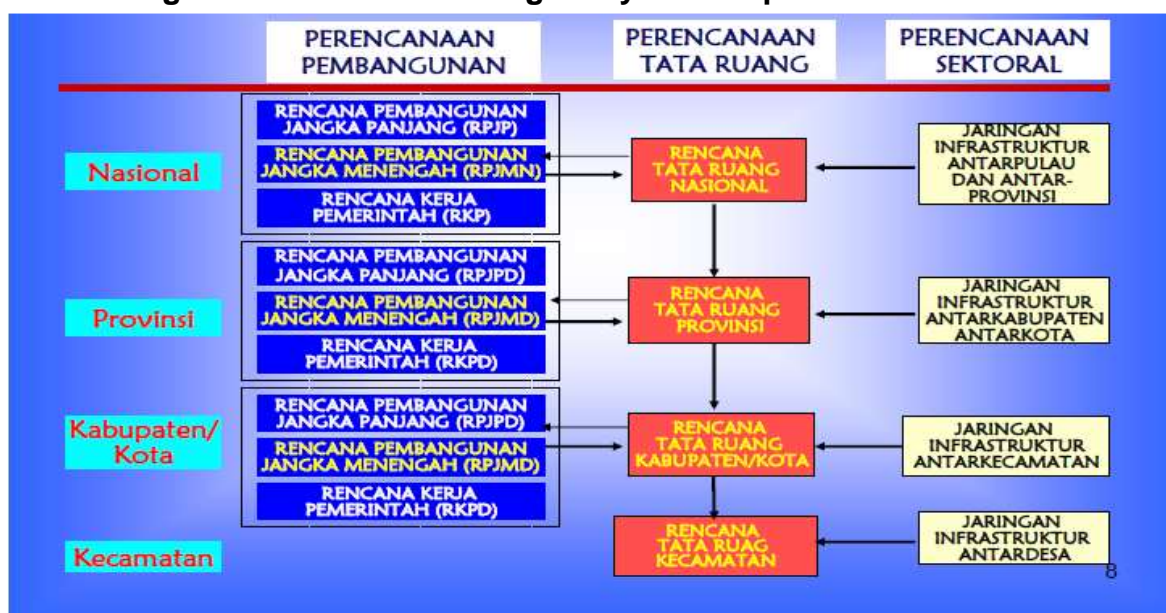 PERENCANAAN
PEMBANGUNAN
PERENCANAAN
TATA RUANG
PERENCANAAN
SEKTORAL
Nasional
RENCANA PEMBANGUNAN
JANGKA PANJANG (RPJP)
RENCANA PEMBANGUNAN
JANGKA MENENGAH (RPJMN)
RENCANA KERJA
PEMERINTAH (RKP)
RENCANA
TATA RUANG
NASIONAL
JARINGAN
INFRASTRUKTUR
ANTARPULAU
DAN ANTAR-
PROVINSI
Provinsi
RENCANA PEMBANGUNAN
JANGKA PANJANG (RPJPD)
RENCANA PEMBANGUNAN
JANGKA MENENGAH (RPJMD)
RENCANA KERJA
PEMERINTAH (RKPD)
RENCANA
TATA RUANG
PROVINSI
JARINGAN
INFRASTRUKTUR
ANTARKABUPATEN
ANTARKOTA
Kabupaten/
Kota
RENCANA PEMBANGUNAN
JANGKA PANJANG (RPJPD)
RENCANA PEMBANGUNAN
JANGKA MENENGAH (RPJMD)
RENCANA KERJA
PEMERINTAH (RKPD)
RENCANA
TATA RUANG
KABUPATEN/KOTA
JARINGAN
INFRASTRUKTUR
ANTARKECAMATAN
Kecamatan
RENCANA
TATA RUAG
KECAMATAN
JARINGAN
INFRASTRUKTUR
ANTARDESA
8